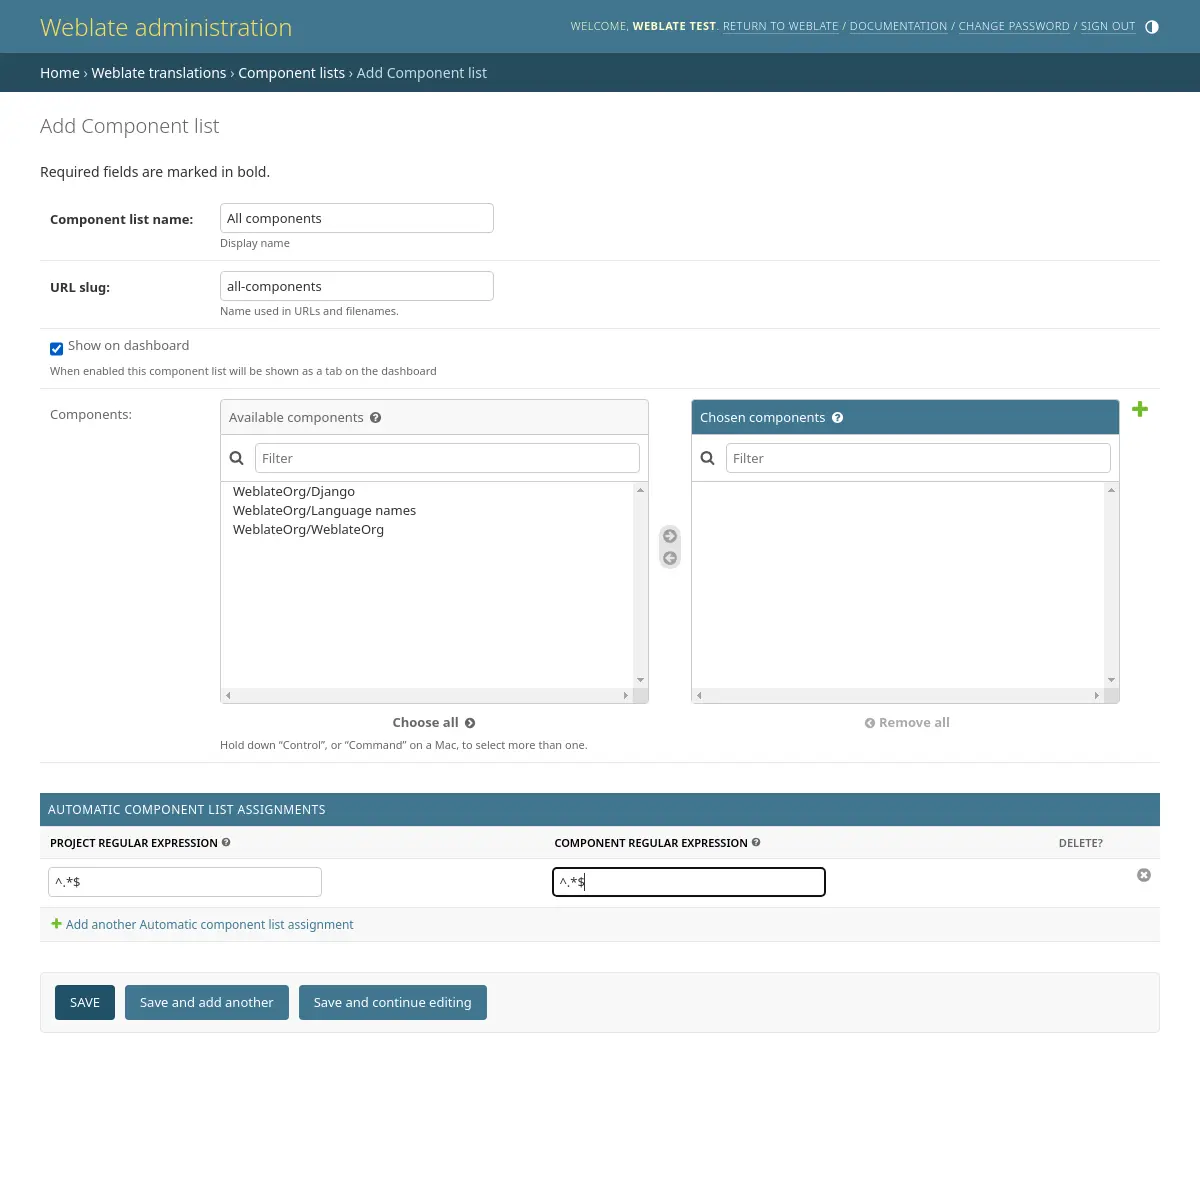 Weblate administration
WELCOME, WEBLATE TEST. RETURN TO WEBLATE / DOCUMENTATION / CHANGE PASSWORD / SIGN OUT
Home › Weblate translations › Component lists › Add Component list
Add Component list
Required fields are marked in bold.
Component list name:
All components
Display name
URL slug:
all-components
Name used in URLs and filenames.
Show on dashboard
When enabled this component list will be shown as a tab on the dashboard
Components:
Available components
Filter
WeblateOrg/Django
WeblateOrg/Language names
WeblateOrg/WeblateOrg
Choose all
Chosen components
Filter
Remove all
Hold down “Control”, or “Command” on a Mac, to select more than one.
AUTOMATIC COMPONENT LIST ASSIGNMENTS
PROJECT REGULAR EXPRESSION COMPONENT REGULAR EXPRESSION DELETE?
^.*$ ^.*$
Add another Automatic component list assignment
SAVE Save and add another Save and continue editing